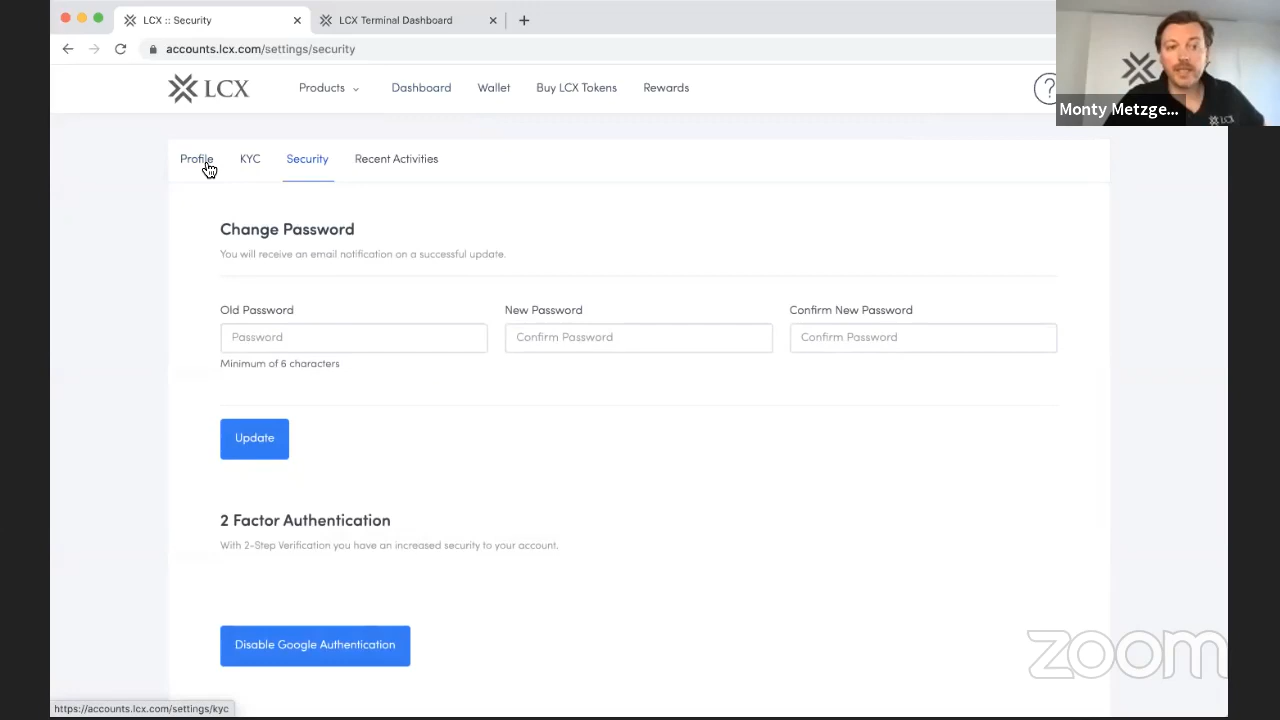 LCX :: Security
LCX Terminal Dashboard
accounts.lcx.com/settings/security
LCX
Products
Dashboard
Wallet
Buy LCX Tokens
Rewards
?
Monty Metzge...
LCX
Profile
KYC
Security
Recent Activities
Change Password
You will receive an email notification on a successful update.
Old Password
New Password
Confirm New Password
Password
Confirm Password
Confirm Password
Minimum of 6 characters
Update
2 Factor Authentication
With 2-Step Verification you have an increased security to your account.
Disable Google Authentication
zoom
https://accounts.lcx.com/settings/kyc